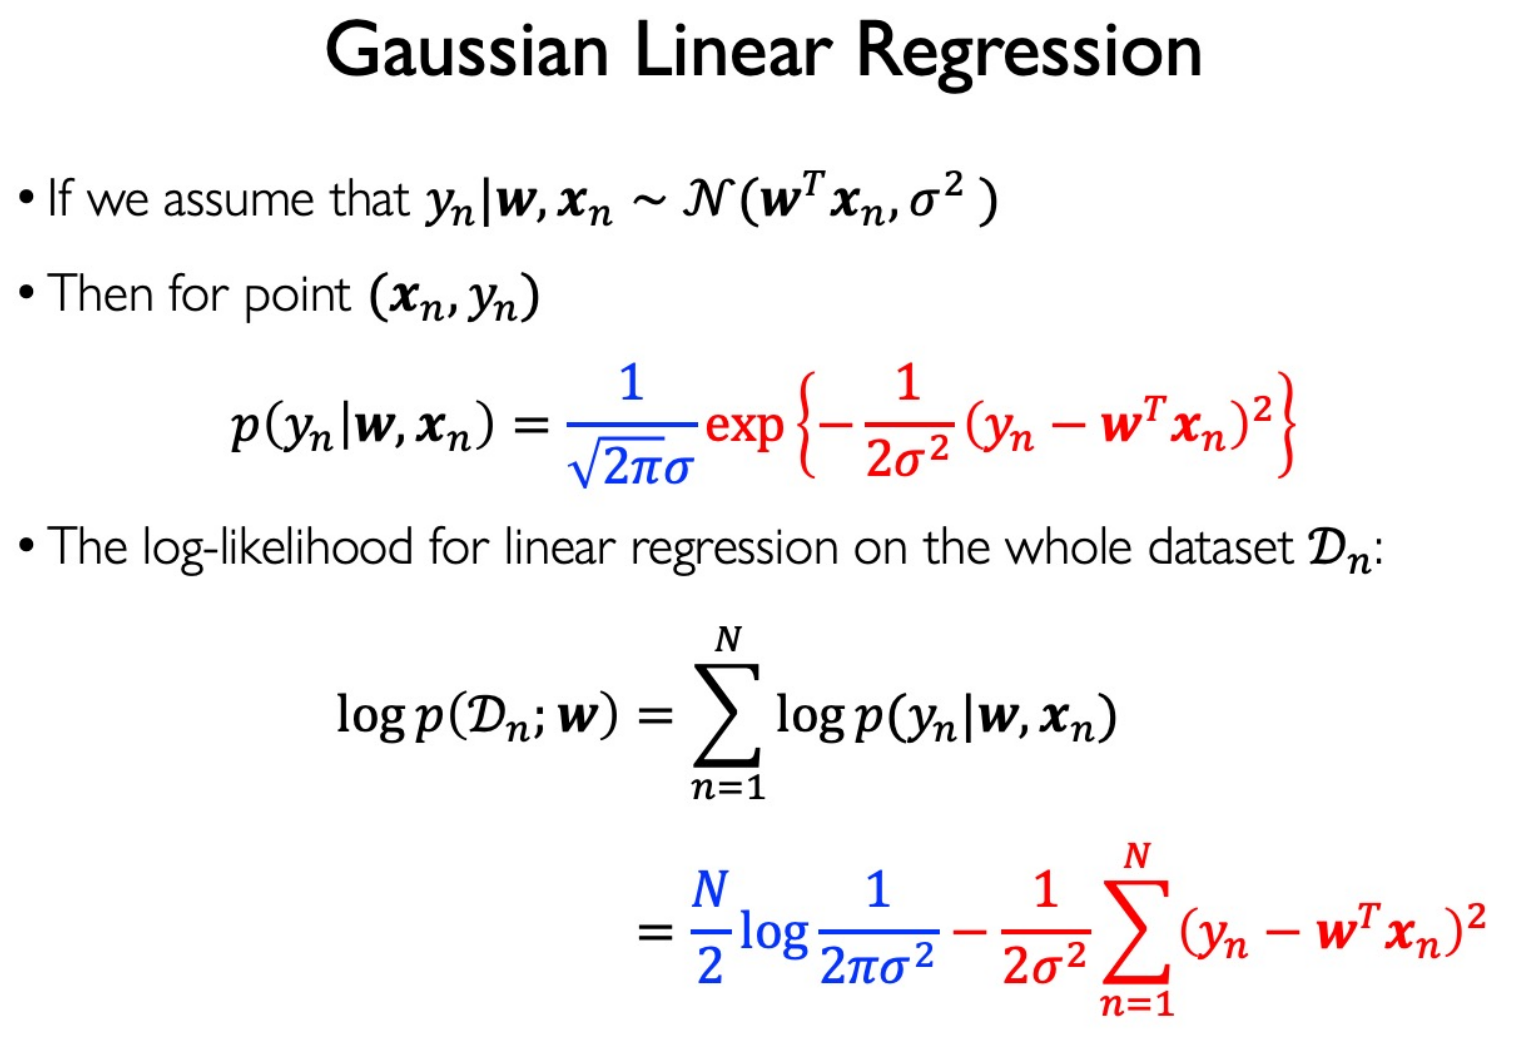 Gaussian Linear Regression
• If we assume that $y_n|\boldsymbol{w}, \boldsymbol{x}_n \sim \mathcal{N}(\boldsymbol{w}^T \boldsymbol{x}_n, \sigma^2)$
• Then for point $(\boldsymbol{x}_n, y_n)$
$p(y_n|\boldsymbol{w}, \boldsymbol{x}_n) = \frac{1}{\sqrt{2\pi}\sigma} \exp\left\{-\frac{1}{2\sigma^2}(y_n - \boldsymbol{w}^T \boldsymbol{x}_n)^2\right\}$
• The log-likelihood for linear regression on the whole dataset $\mathcal{D}_n$:
$\log p(\mathcal{D}_n; \boldsymbol{w}) = \sum_{n=1}^{N} \log p(y_n|\boldsymbol{w}, \boldsymbol{x}_n)$
$= \frac{N}{2} \log \frac{1}{2\pi\sigma^2} - \frac{1}{2\sigma^2} \sum_{n=1}^{N} (y_n - \boldsymbol{w}^T \boldsymbol{x}_n)^2$